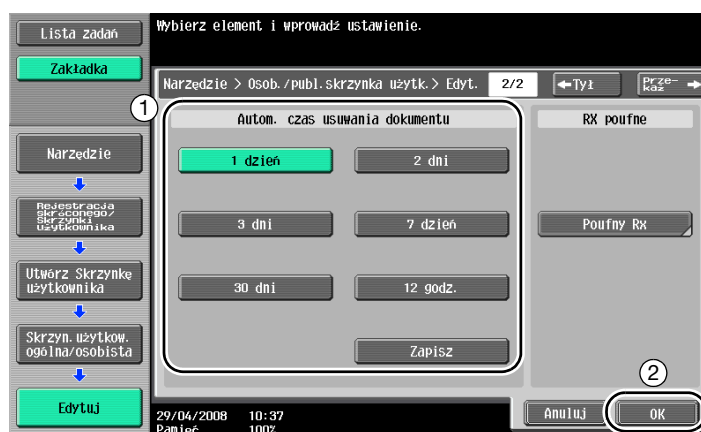 Wybierz element i wprowadź ustawienie.
Lista zadań
Zakładka
Narzędzie > Osob./publ.skrzynka użytk.> Edyt. 2/2 ←Tył Prze- każ →
1
Autom. czas usuwania dokumentu
RX poufne
1 dzień
2 dni
3 dni
7 dzień
Poufny Rx
30 dni
12 godz.
Zapisz
Narzędzie
Rejestracja
skróconego/
Skrzynki
użytkownika
Utwórz Skrzynkę
użytkownika
Skrzyn.użytkow.
ogólna/osobista
Edytuj
2
29/04/2008 10:37
Pamięć 100%
Anuluj
OK